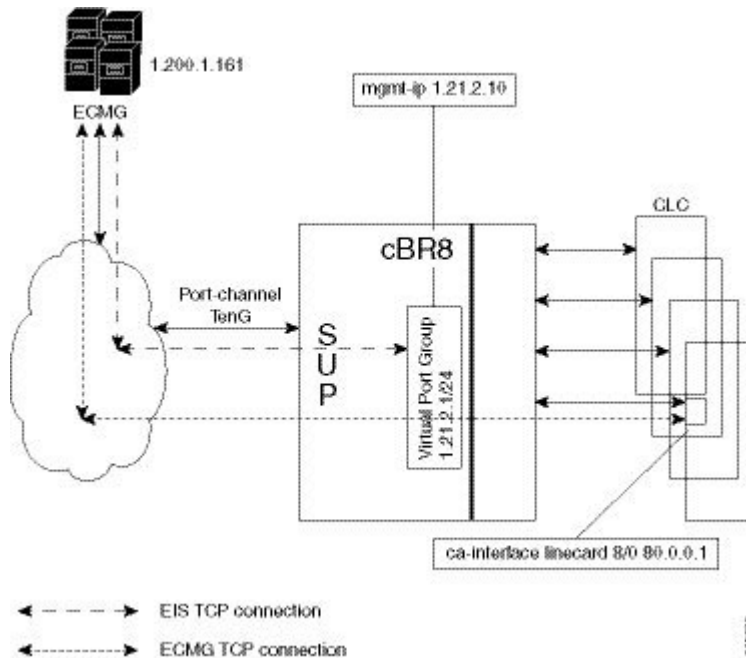 1.200.1.161
ECMG
mgmt-ip 1.21.2.10
CLC
cBR8
Port-channel
TenG
SUP
Virtual Port Group
1.21.2.1/24
ca-interface linecard 8/0 80.0.0.1
EIS TCP connection
ECMG TCP connection